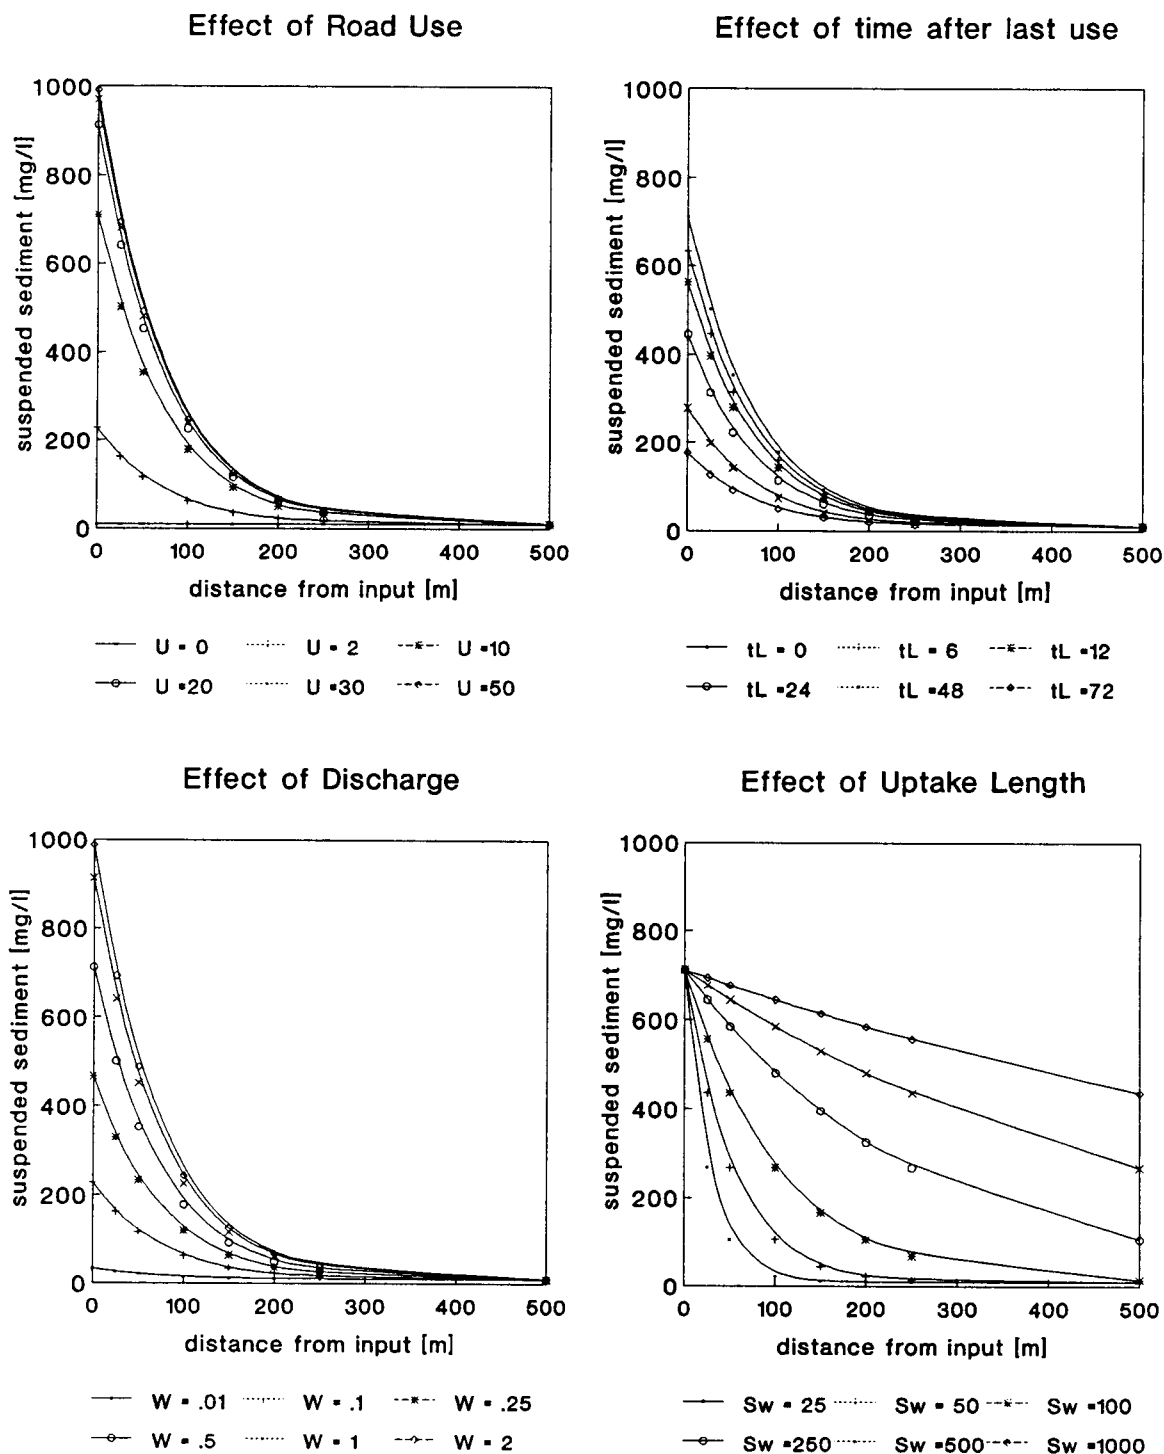 Effect of Road Use
1000
800
600
400
200
0
suspended sediment [mg/l]
0 100 200 300 400 500
distance from input [m]
U = 0 U = 2 U =10
U =20 U =30 U =50
Effect of time after last use
1000
800
600
400
200
0
suspended sediment [mg/l]
0 100 200 300 400 500
distance from input [m]
tL = 0 tL = 6 tL =12
tL =24 tL =48 tL =72
Effect of Discharge
1000
800
600
400
200
0
suspended sediment [mg/l]
0 100 200 300 400 500
distance from input [m]
W = .01 W = .1 W = .25
W = .5 W = 1 W = 2
Effect of Uptake Length
1000
800
600
400
200
0
suspended sediment [mg/l]
0 100 200 300 400 500
distance from input [m]
Sw = 25 Sw = 50 Sw =100
Sw =250 Sw =500 Sw =1000